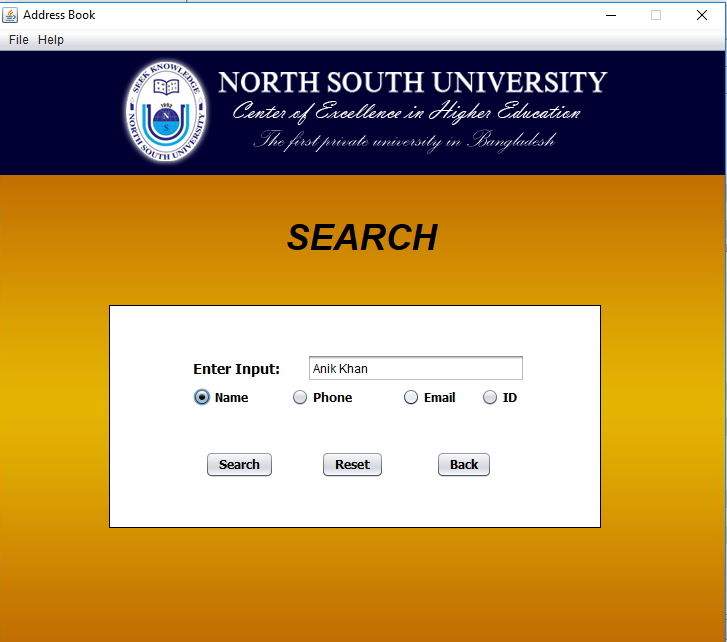 Address Book
File Help
SEEK KNOWLEDGE
1992
N
S
NORTH SOUTH UNIVERSITY
NORTH SOUTH UNIVERSITY
Center of Excellence in Higher Education
The first private university in Bangladesh
SEARCH
Enter Input: Anik Khan
Name Phone Email ID
Search Reset Back